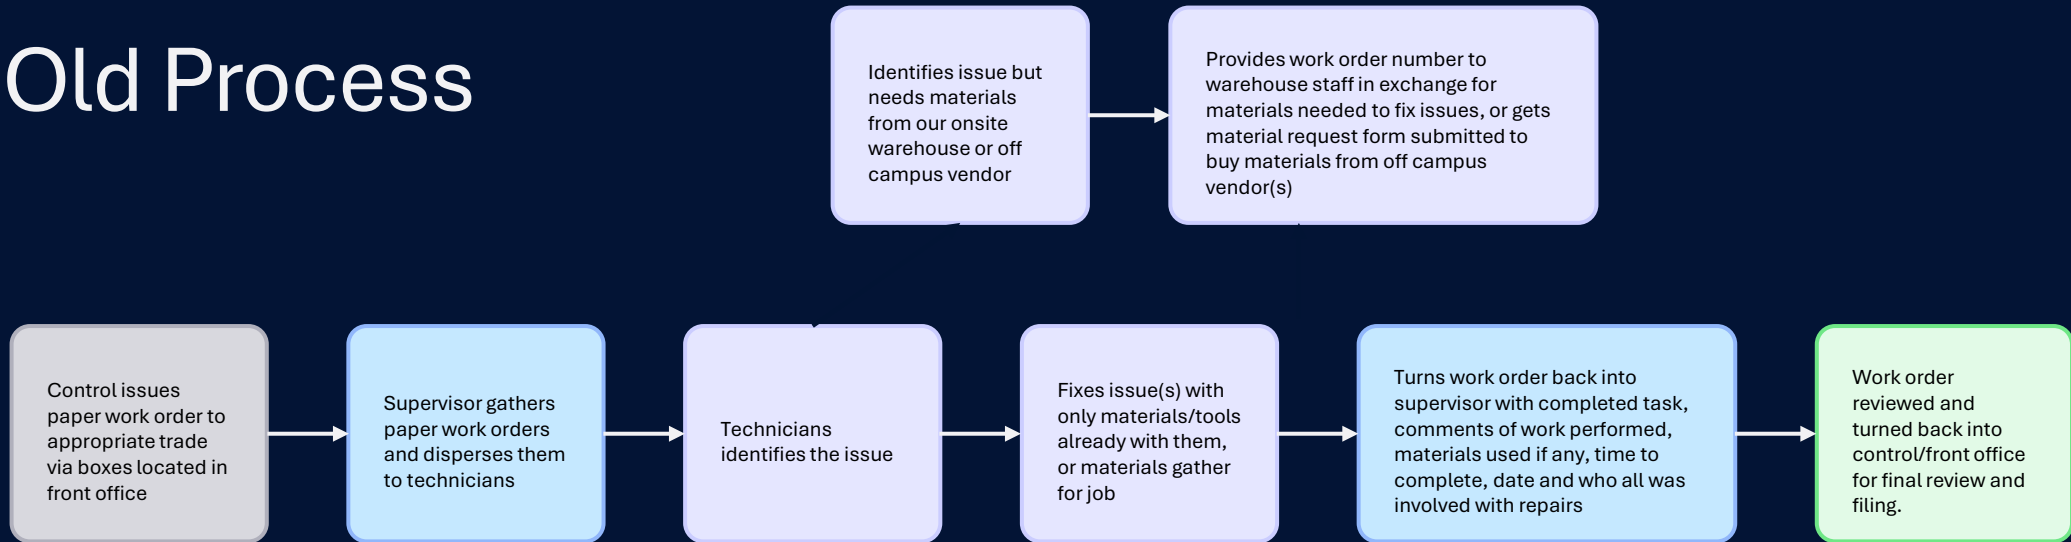 Old Process
Identifies issue but
needs materials
from our onsite
warehouse or off
campus vendor
Provides work order number to
warehouse staff in exchange for
materials needed to fix issues, or gets
material request form submitted to
buy materials from off campus
vendor(s)
Control issues
paper work order to
appropriate trade
via boxes located in
front office
Supervisor gathers
paper work orders
and disperses them
to technicians
Technicians
identifies the issue
Fixes issue(s) with
only materials/tools
already with them,
or materials gather
for job
Turns work order back into
supervisor with completed task,
comments of work performed,
materials used if any, time to
complete, date and who all was
involved with repairs
Work order
reviewed and
turned back into
control/front office
for final review and
filing.